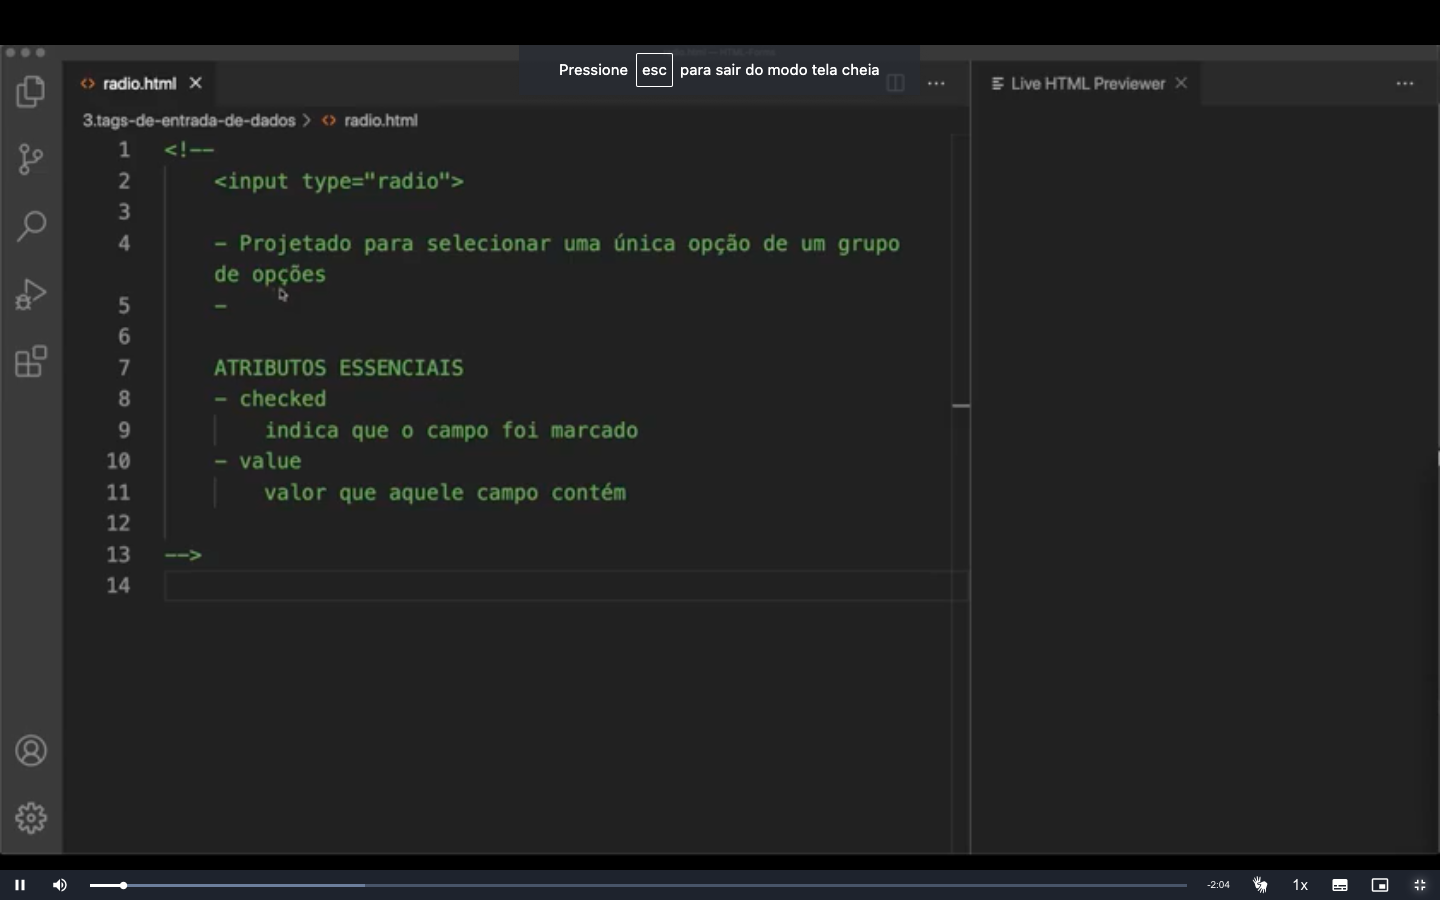 Pressione esc para sair do modo tela cheia
radio.html
Live HTML Previewer
3.tags-de-entrada-de-dados > radio.html
1 <!--
2 <input type="radio">
3
4 - Projetado para selecionar uma única opção de um grupo
de opções
5 -
6
7 ATRIBUTOS ESSENCIAIS
8 - checked
9 indica que o campo foi marcado
10 - value
11 valor que aquele campo contém
12
13 -->
14
-2:04
1x